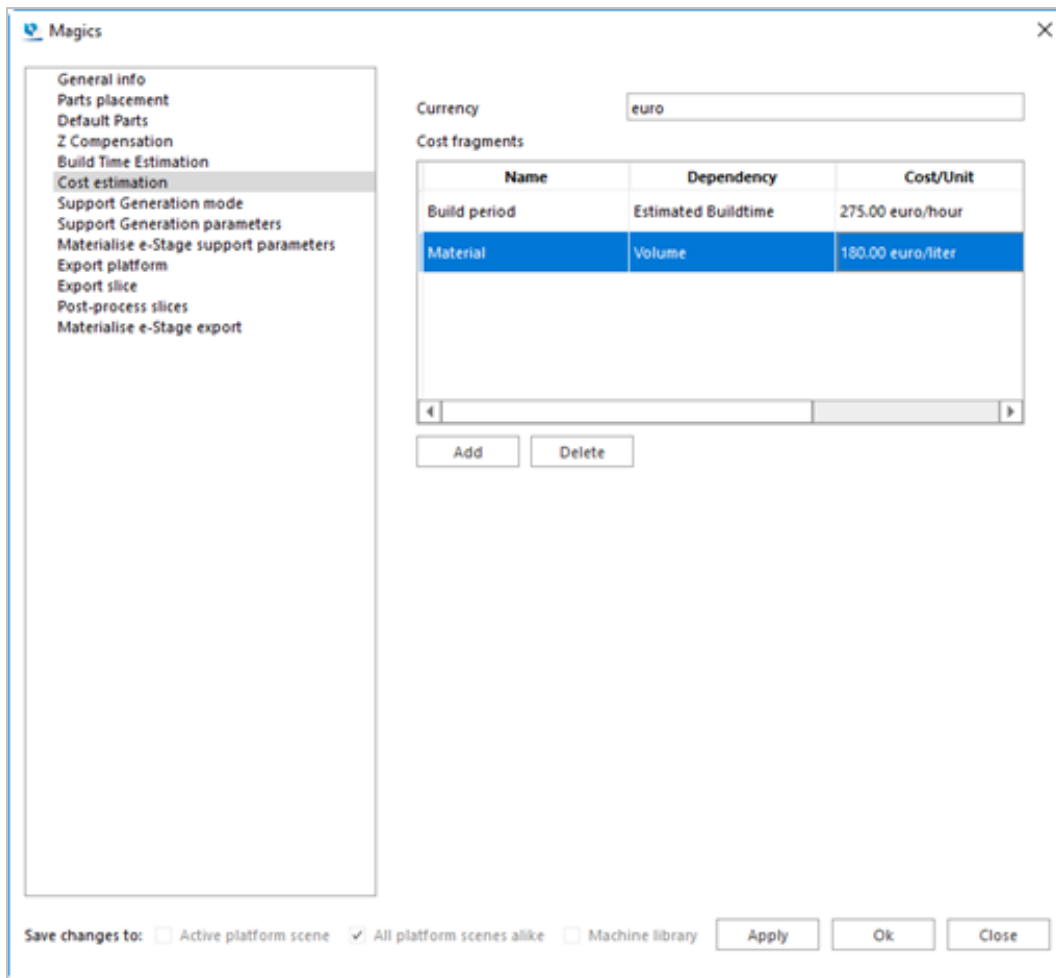 Magics
General info
Parts placement
Default Parts
Z Compensation
Build Time Estimation
Cost estimation
Support Generation mode
Support Generation parameters
Materialise e-Stage support parameters
Export platform
Export slice
Post-process slices
Materialise e-Stage export
Currency euro
Cost fragments
Name Dependency Cost/Unit
Build period Estimated Buildtime 275.00 euro/hour
Material Volume 180.00 euro/liter
Add Delete
Save changes to: Active platform scene All platform scenes alike Machine library Apply Ok Close